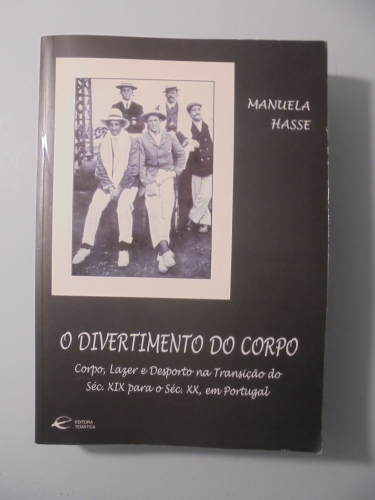 MANUELA
HASSE
O DIVERTIMENTO DO CORPO
Corpo, Lazer e Desporto na Transição do
Séc. XIX para o Séc. XX, em Portugal
EDITORA
TEMÁTICA